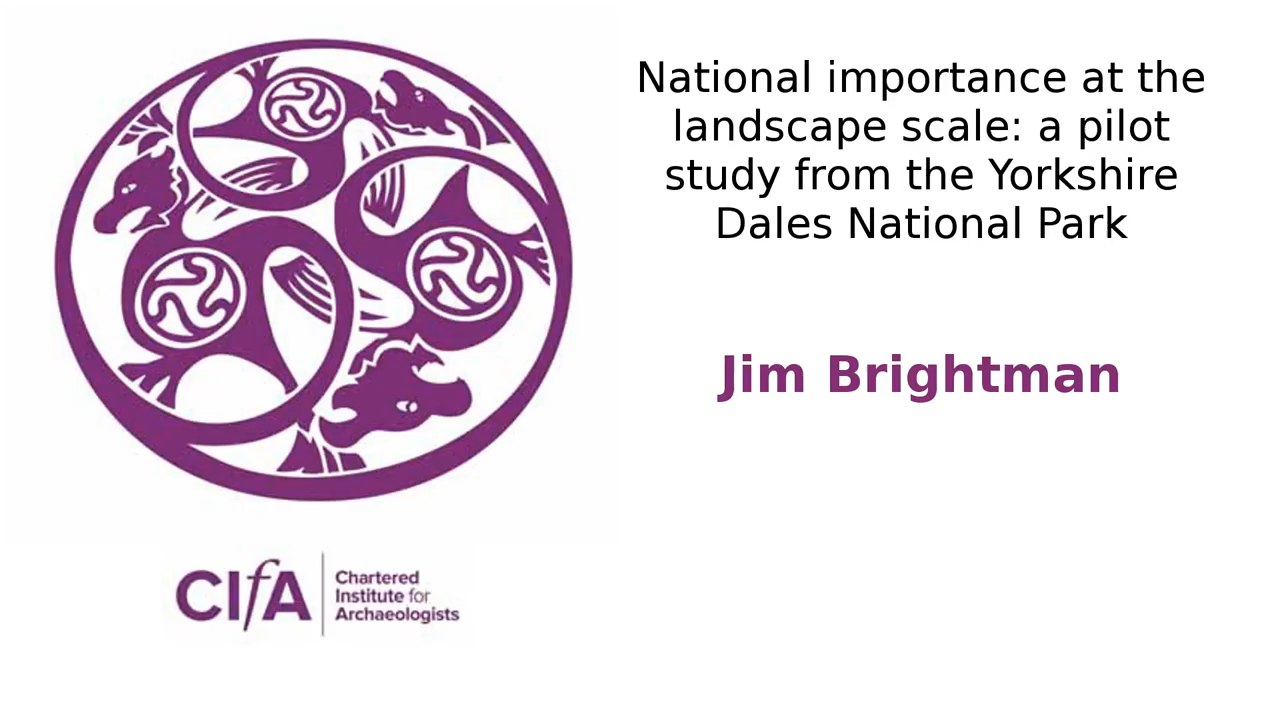 National importance at the
landscape scale: a pilot
study from the Yorkshire
Dales National Park
Jim Brightman
CIfA
Chartered
Institute for
Archaeologists